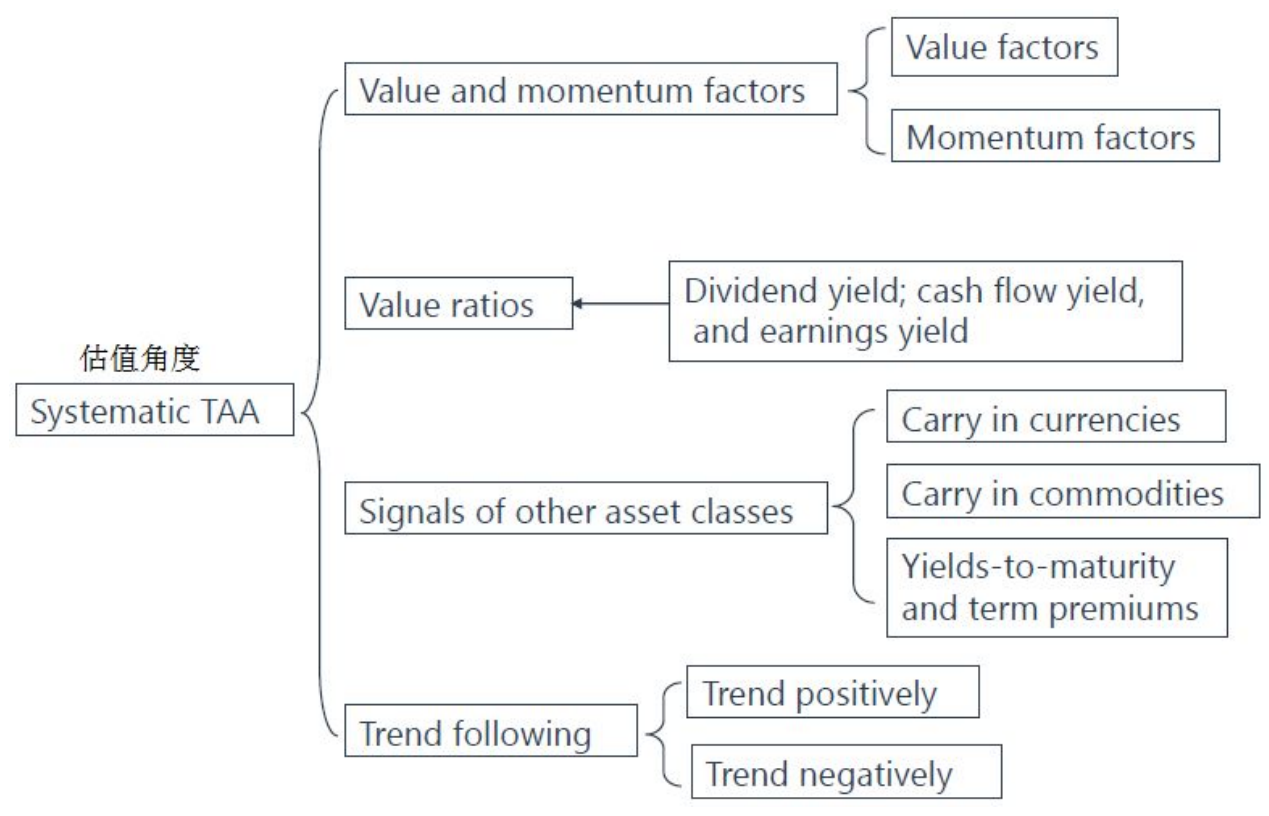 Value factors
Value and momentum factors
Momentum factors
Value ratios
Dividend yield; cash flow yield,
and earnings yield
估值角度
Systematic TAA
Carry in currencies
Signals of other asset classes
Carry in commodities
Yields-to-maturity
and term premiums
Trend following
Trend positively
Trend negatively